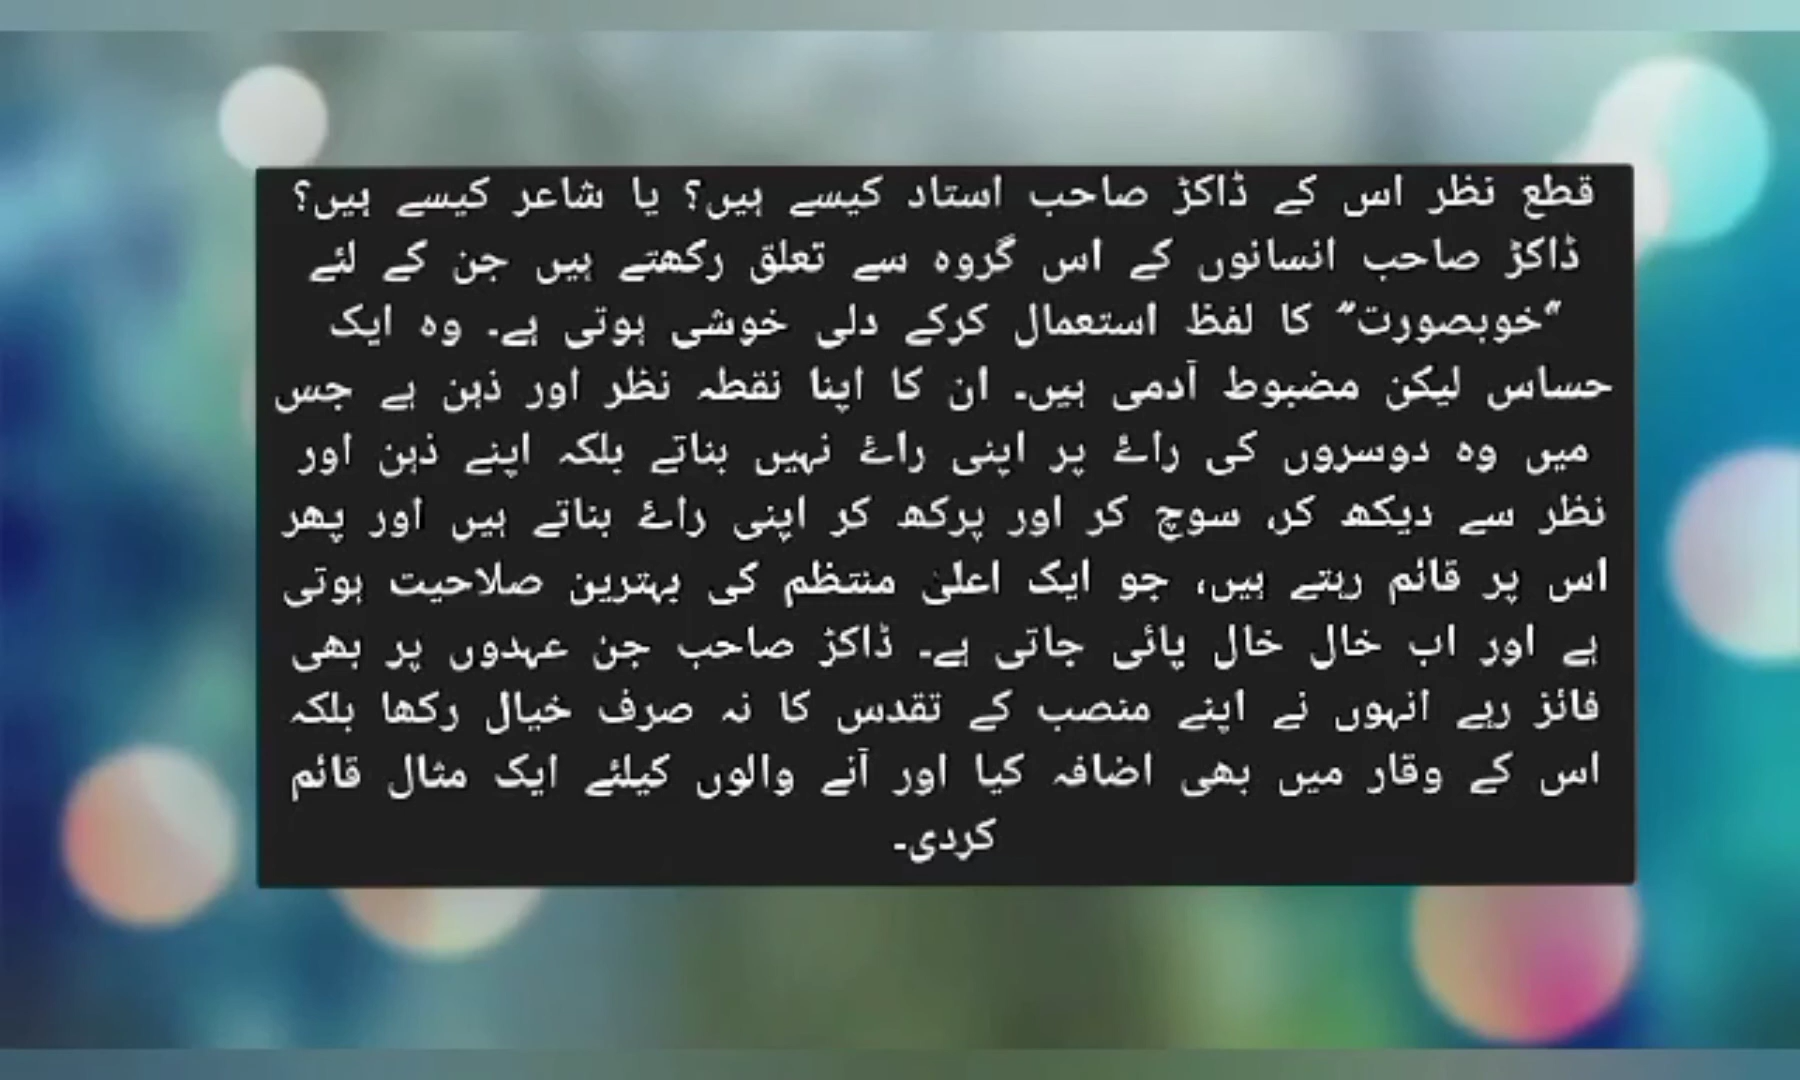 قطع نظر اس کے ڈاکڑ صاحب استاد کیسے ہیں؟ یا شاعر کیسے ہیں؟
ڈاکڑ صاحب انسانوں کے اس گروہ سے تعلق رکھتے ہیں جن کے لئے
”خوبصورت“ کا لفظ استعمال کرکے دلی خوشی ہوتی ہے۔ وہ ایک
حساس لیکن مضبوط آدمی ہیں۔ ان کا اپنا نقطہ نظر اور ذہن ہے جس
میں وہ دوسروں کی راۓ پر اپنی راۓ نہیں بناتے بلکہ اپنے ذہن اور
نظر سے دیکھ کر، سوچ کر اور پرکھ کر اپنی راۓ بناتے ہیں اور پھر
اس پر قائم رہتے ہیں، جو ایک اعلیٰ منتظم کی بہترین صلاحیت ہوتی
ہے اور اب خال خال پائی جاتی ہے۔ ڈاکڑ صاحب جن عہدوں پر بھی
فائز رہے انہوں نے اپنے منصب کے تقدس کا نہ صرف خیال رکھا بلکہ
اس کے وقار میں بھی اضافہ کیا اور آنے والوں کیلئے ایک مثال قائم
کردی۔